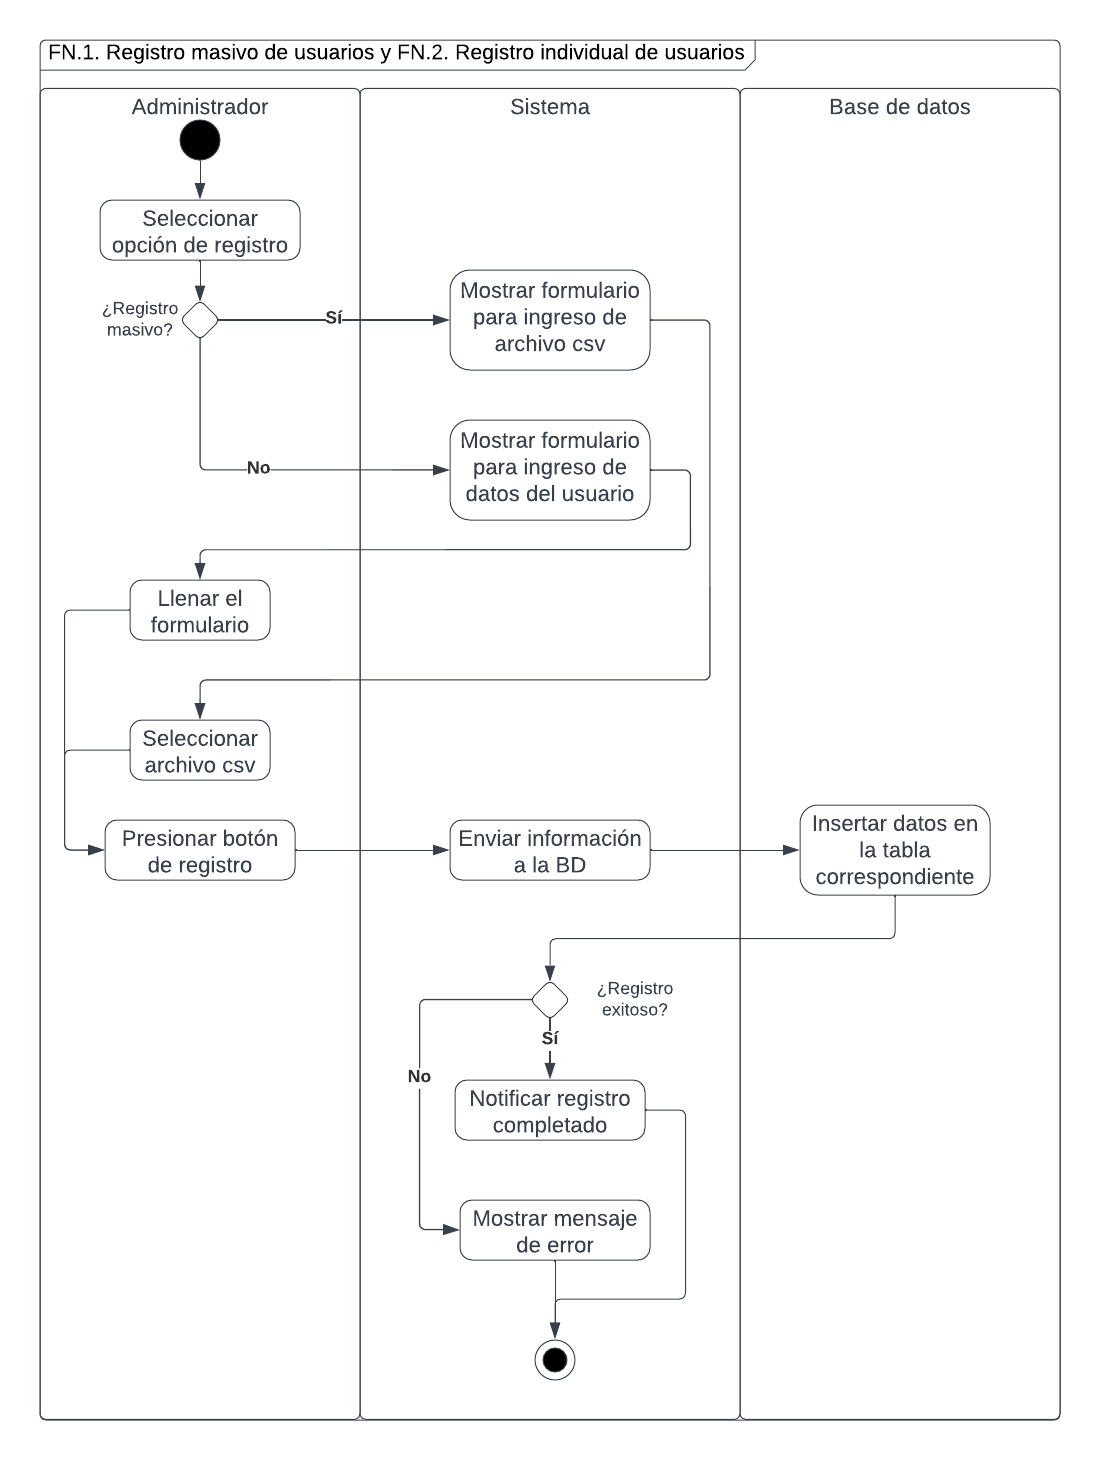 FN.1. Registro masivo de usuarios y FN.2. Registro individual de usuarios
Administrador
Sistema
Base de datos
Seleccionar
opción de registro
¿Registro
masivo?
Sí
Mostrar formulario
para ingreso de
archivo csv
No
Mostrar formulario
para ingreso de
datos del usuario
Llenar el
formulario
Seleccionar
archivo csv
Presionar botón
de registro
Enviar información
a la BD
Insertar datos en
la tabla
correspondiente
¿Registro
exitoso?
Sí
No
Notificar registro
completado
Mostrar mensaje
de error